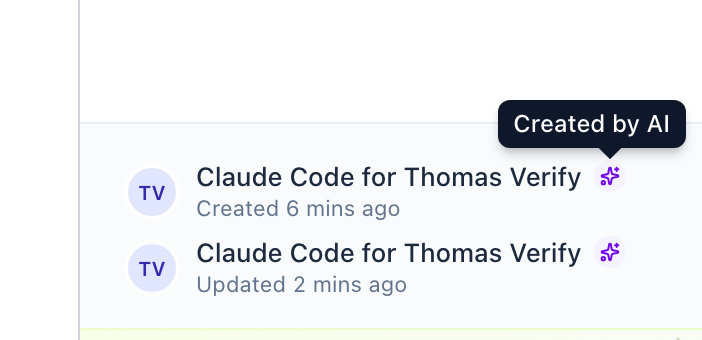 Created by AI
TV
Claude Code for Thomas Verify
Created 6 mins ago
TV
Claude Code for Thomas Verify
Updated 2 mins ago